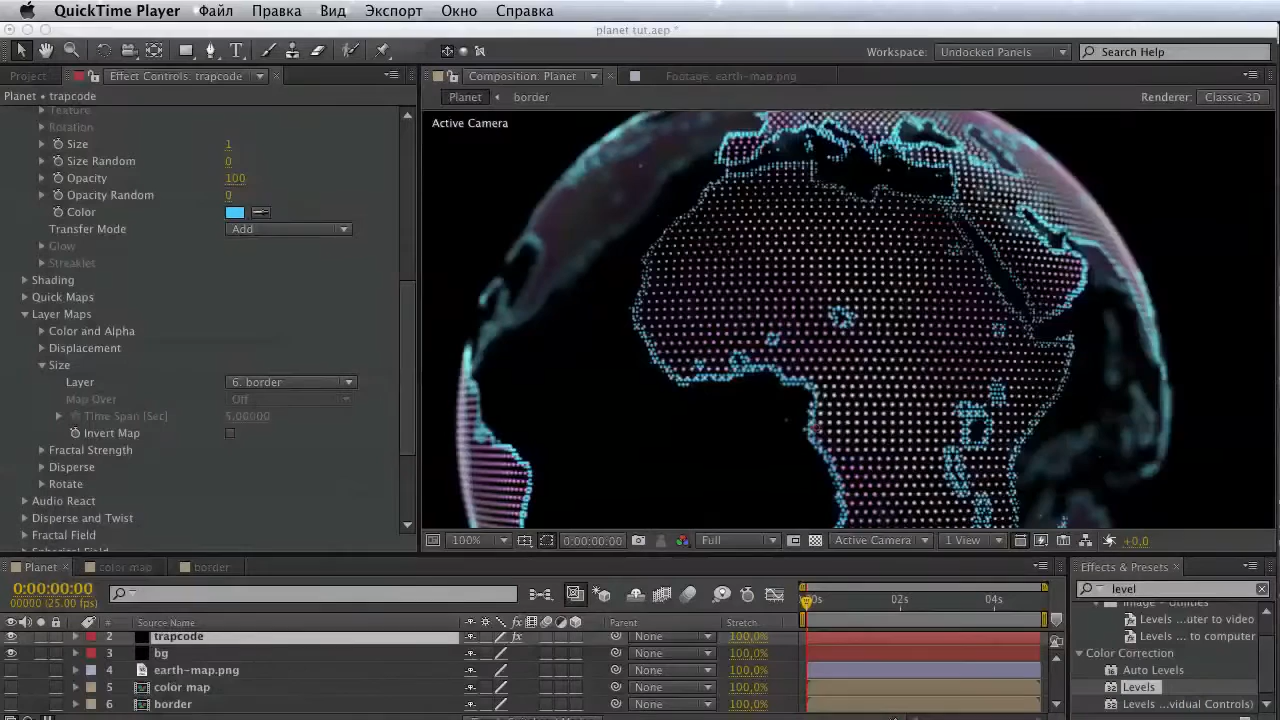 QuickTime Player Файл Правка Вид Экспорт Окно Справка
planet tut.aep *
Workspace: Undocked Panels Search Help
Project Effect Controls: trapcode Composition: Planet Footage: earth-map.png
Planet • trapcode Planet border Renderer: Classic 3D
Active Camera
Texture
Rotation
Size 1
Size Random 0
Opacity 100
Opacity Random 0
Color
Transfer Mode Add
Glow
Streaklet
Shading
Quick Maps
Layer Maps
Color and Alpha
Displacement
Size
Layer 6. border
Map Over Off
Time Span [Sec] 5.00000
Invert Map
Fractal Strength
Disperse
Rotate
Audio React
Disperse and Twist
Fractal Field
100% 0:00:00:00 Full Active Camera 1 View +0,0
Planet color map border Effects & Presets
0:00:00:00 level
00000 (25.00 fps) 02s 04s
# Source Name Parent Stretch
2 trapcode fx None 100,0%
3 bg None 100,0%
4 earth-map.png None 100,0%
5 color map None 100,0%
6 border None 100,0%
Image - Utilities
Levels ...uter to video
Levels ... to computer
Color Correction
Auto Levels
Levels
Levels ...vidual Controls)